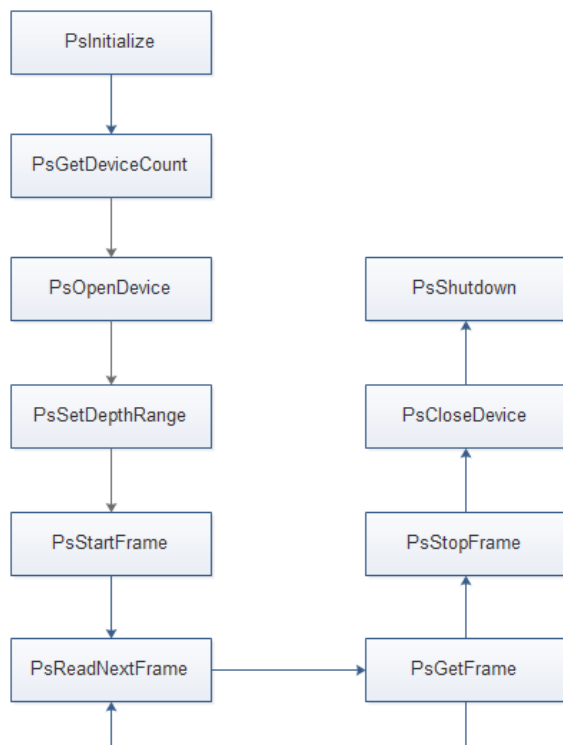 PsInitialize
PsGetDeviceCount
PsOpenDevice
PsShutdown
PsSetDepthRange
PsCloseDevice
PsStartFrame
PsStopFrame
PsReadNextFrame
PsGetFrame